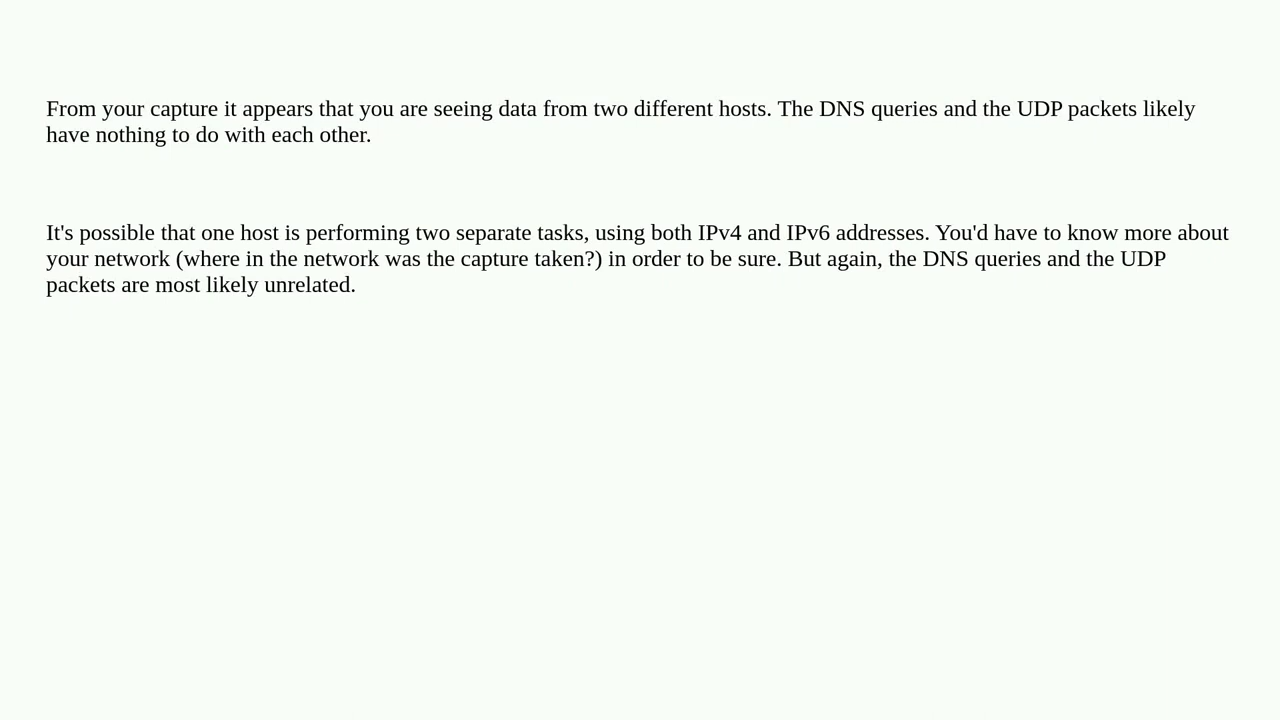 From your capture it appears that you are seeing data from two different hosts. The DNS queries and the UDP packets likely
have nothing to do with each other.
It's possible that one host is performing two separate tasks, using both IPv4 and IPv6 addresses. You'd have to know more about
your network (where in the network was the capture taken?) in order to be sure. But again, the DNS queries and the UDP
packets are most likely unrelated.